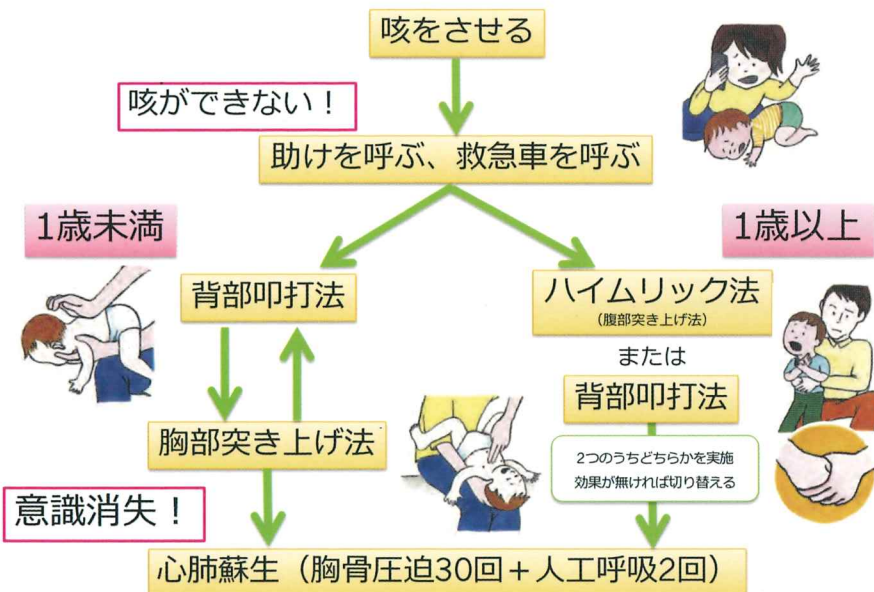 咳をさせる
咳ができない！
助けを呼ぶ、救急車を呼ぶ
1歳未満
1歳以上
背部叩打法
ハイムリック法
（腹部突き上げ法）
または
背部叩打法
胸部突き上げ法
2つのうちどちらかを実施
効果が無ければ切り替える
意識消失！
心肺蘇生（胸骨圧迫30回＋人工呼吸2回）